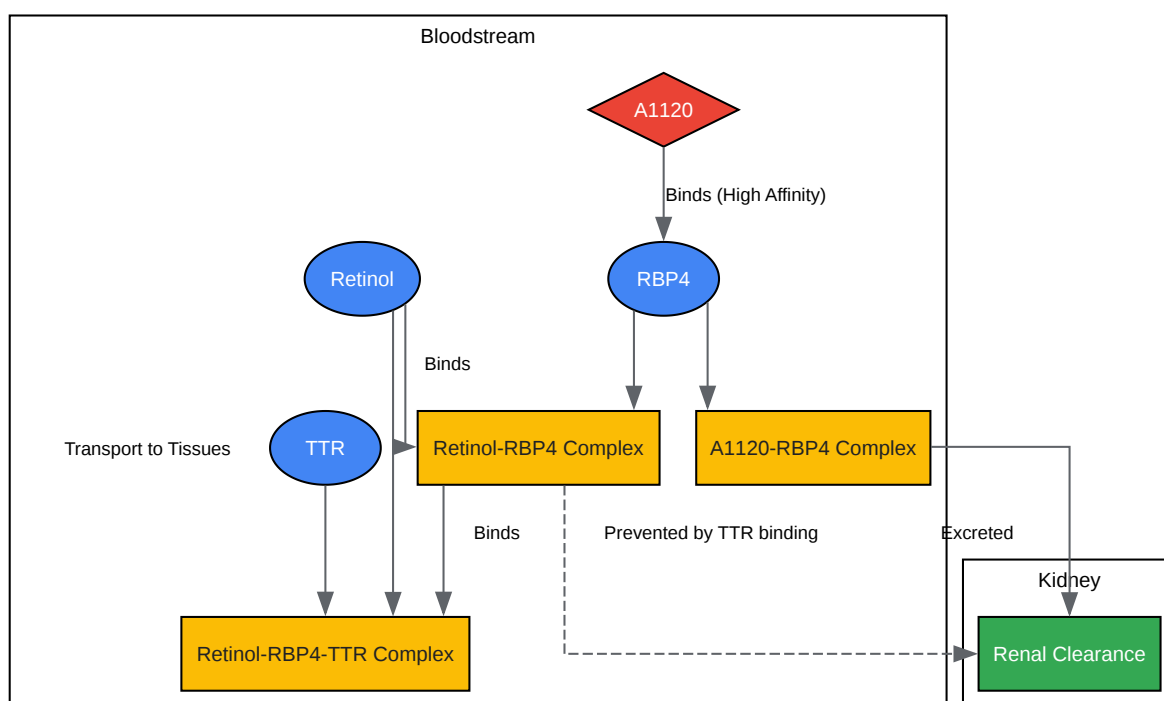 Bloodstream
A1120
Binds (High Affinity)
Retinol
RBP4
Binds
Transport to Tissues
TTR
Retinol-RBP4 Complex
A1120-RBP4 Complex
Binds
Prevented by TTR binding
Excreted
Kidney
Retinol-RBP4-TTR Complex
Renal Clearance